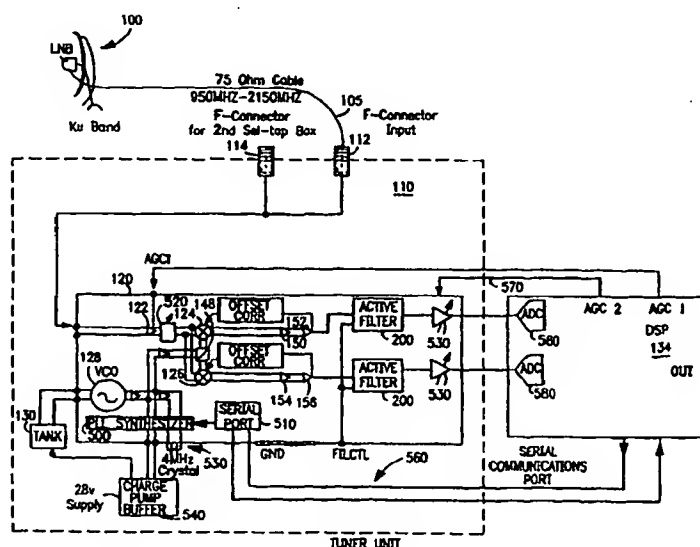 100
LNB
75 Ohm Cable
950MHZ-2150MHZ
105
Ku Band
F-Connector
for 2nd Set-top Box
F-Connector
Input
114
112
110
AGC1
120
520
122
124
148
OFFSET
CORR
152
150
ACTIVE
FILTER
200
530
570
AGC 2
AGC 1
ADC
580
DSP
134
OUT
128
VCO
126
OFFSET
CORR
154
156
ACTIVE
FILTER
200
530
ADC
580
130
TANK
SYNTHESIZER
500
SERIAL
PORT
510
4MHz
Crystal
530
GND
FILCTL
560
SERIAL
COMMUNICATIONS
PORT
28v
Supply
CHARGE
PUMP
BUFFER
540
TUNER UNIT